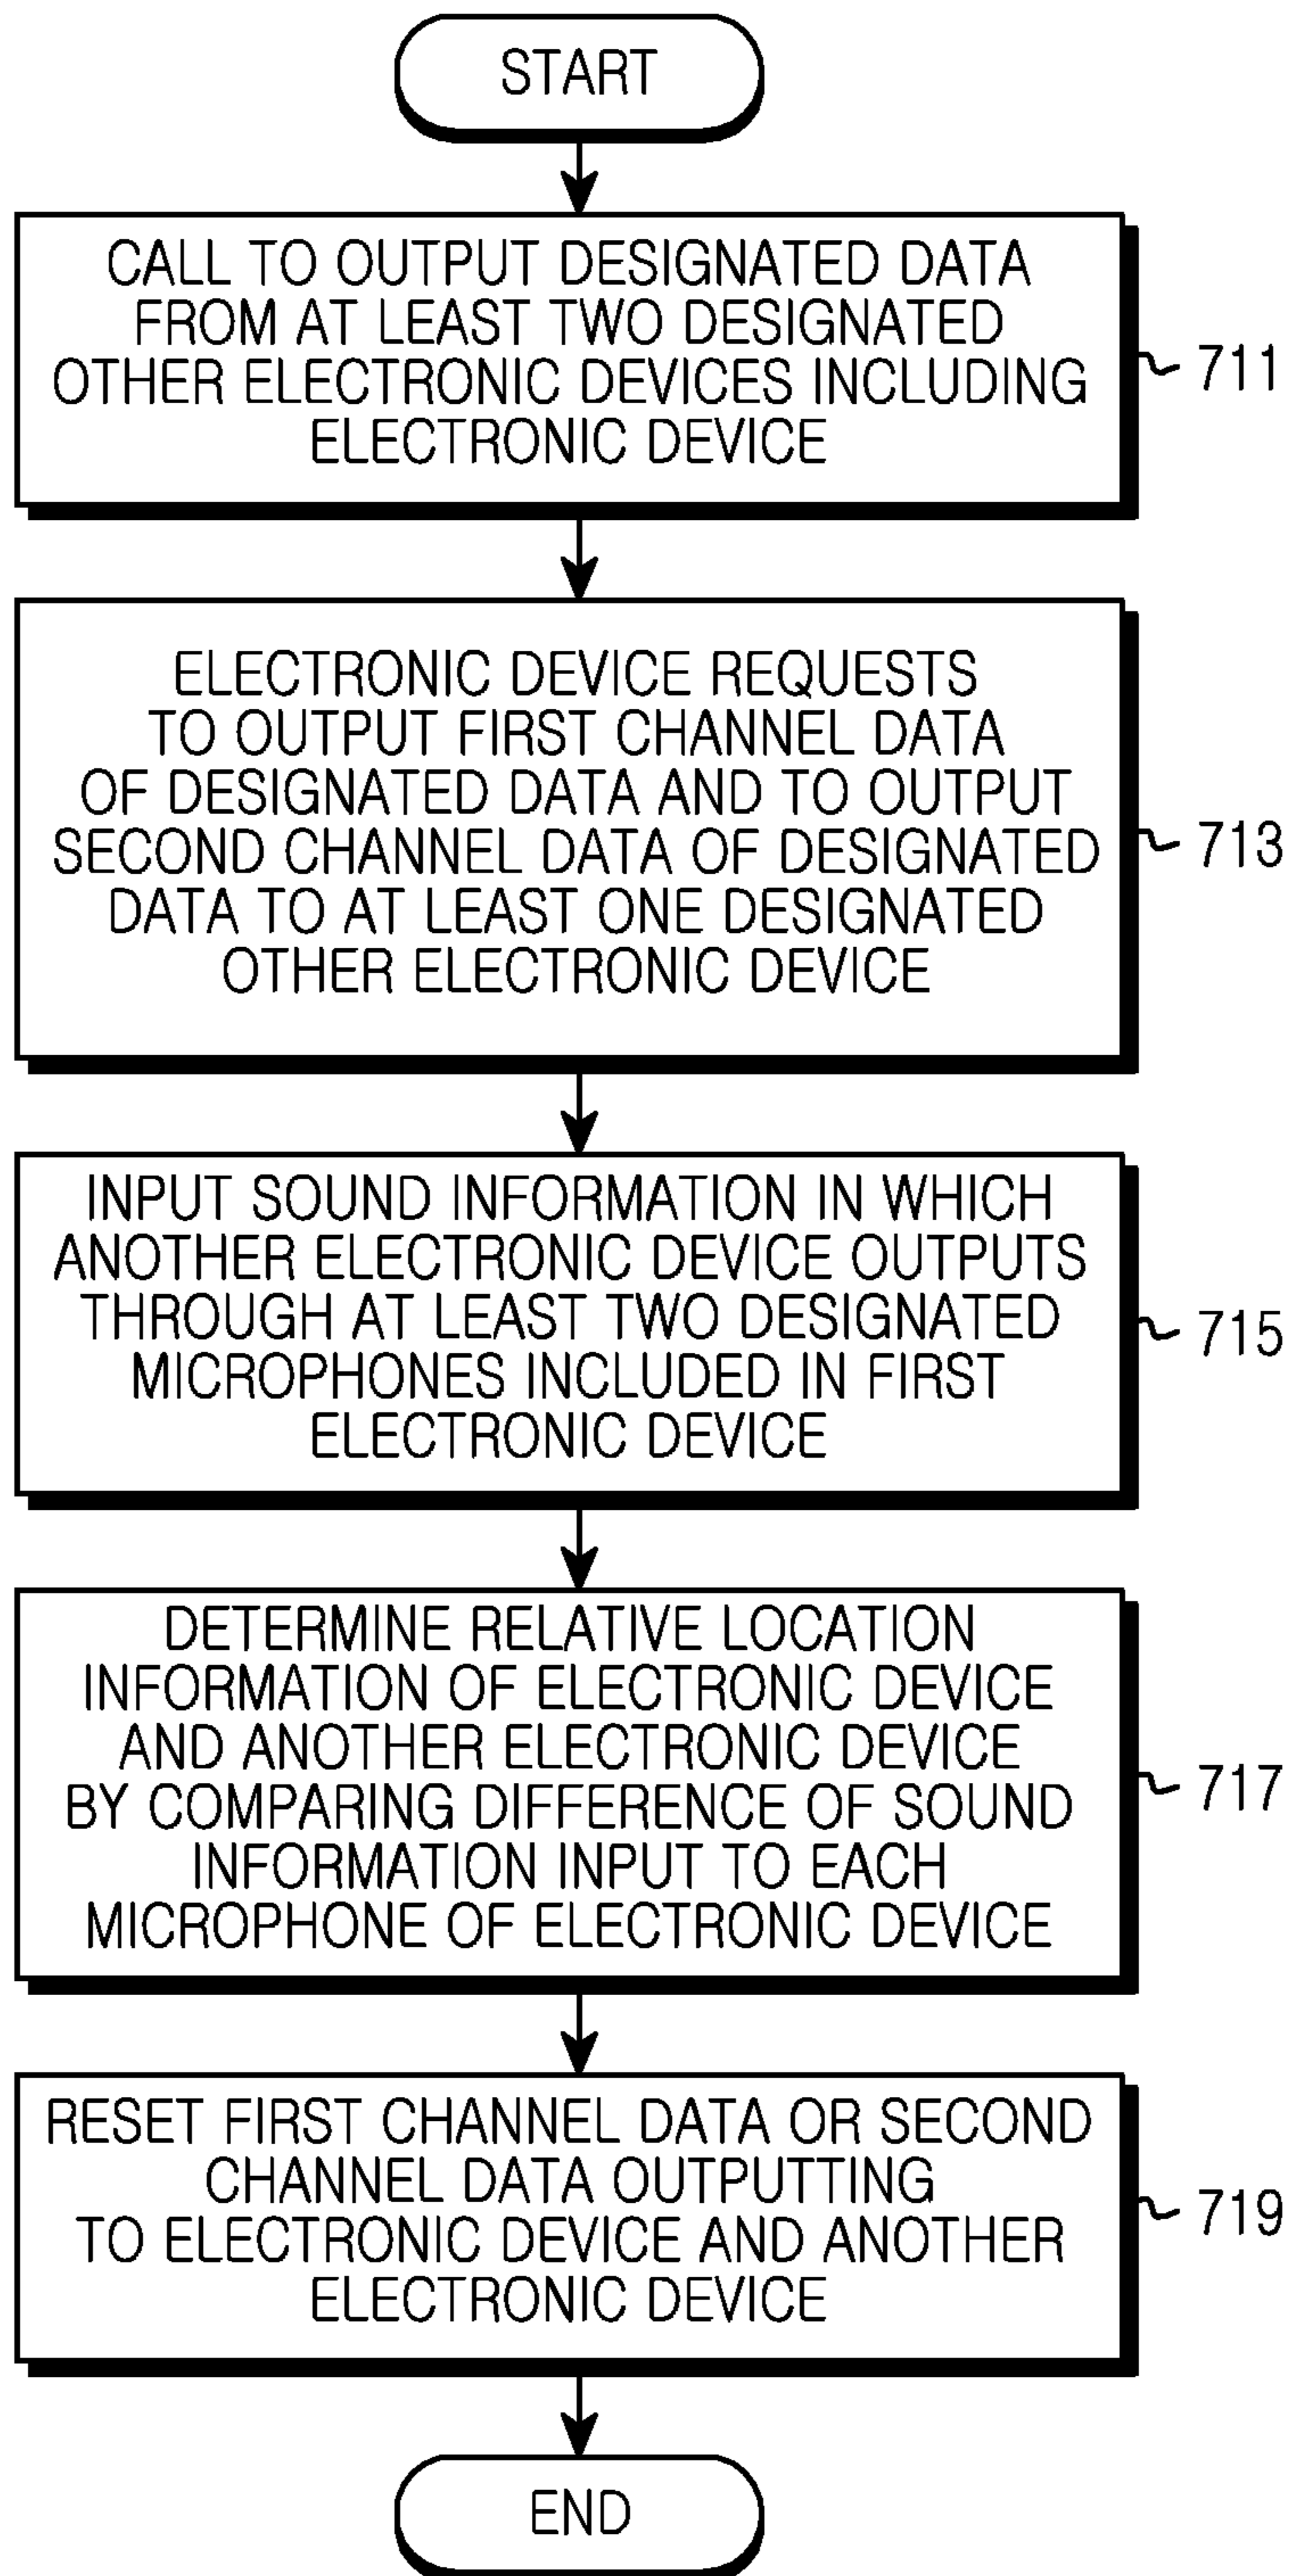 START
CALL TO OUTPUT DESIGNATED DATA
FROM AT LEAST TWO DESIGNATED
OTHER ELECTRONIC DEVICES INCLUDING
ELECTRONIC DEVICE
711
ELECTRONIC DEVICE REQUESTS
TO OUTPUT FIRST CHANNEL DATA
OF DESIGNATED DATA AND TO OUTPUT
SECOND CHANNEL DATA OF DESIGNATED
DATA TO AT LEAST ONE DESIGNATED
OTHER ELECTRONIC DEVICE
713
INPUT SOUND INFORMATION IN WHICH
ANOTHER ELECTRONIC DEVICE OUTPUTS
THROUGH AT LEAST TWO DESIGNATED
MICROPHONES INCLUDED IN FIRST
ELECTRONIC DEVICE
715
DETERMINE RELATIVE LOCATION
INFORMATION OF ELECTRONIC DEVICE
AND ANOTHER ELECTRONIC DEVICE
BY COMPARING DIFFERENCE OF SOUND
INFORMATION INPUT TO EACH
MICROPHONE OF ELECTRONIC DEVICE
717
RESET FIRST CHANNEL DATA OR SECOND
CHANNEL DATA OUTPUTTING
TO ELECTRONIC DEVICE AND ANOTHER
ELECTRONIC DEVICE
719
END